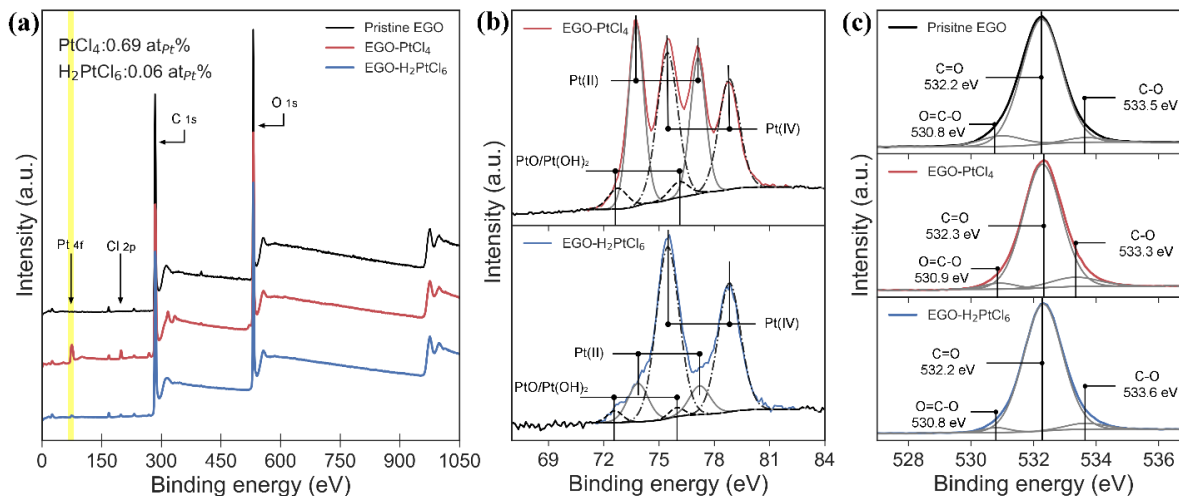 (a)
PtCl₄:0.69 at_Pt%
H₂PtCl₆:0.06 at_Pt%
Pristine EGO
EGO-PtCl₄
EGO-H₂PtCl₆
C 1s
O 1s
Pt 4f
Cl 2p
Intensity (a.u.)
0 150 300 450 600 750 900 1050
Binding energy (eV)
(b)
EGO-PtCl₄
Pt(II)
Pt(IV)
PtO/Pt(OH)₂
EGO-H₂PtCl₆
Pt(IV)
Pt(II)
PtO/Pt(OH)₂
Intensity (a.u.)
69 72 75 78 81 84
Binding energy (eV)
(c)
Prisitne EGO
C=O
532.2 eV
C-O
533.5 eV
O=C-O
530.8 eV
EGO-PtCl₄
C=O
532.3 eV
C-O
533.3 eV
O=C-O
530.9 eV
EGO-H₂PtCl₆
C=O
532.2 eV
C-O
533.6 eV
O=C-O
530.8 eV
Intensity (a.u.)
528 530 532 534 536
Binding energy (eV)